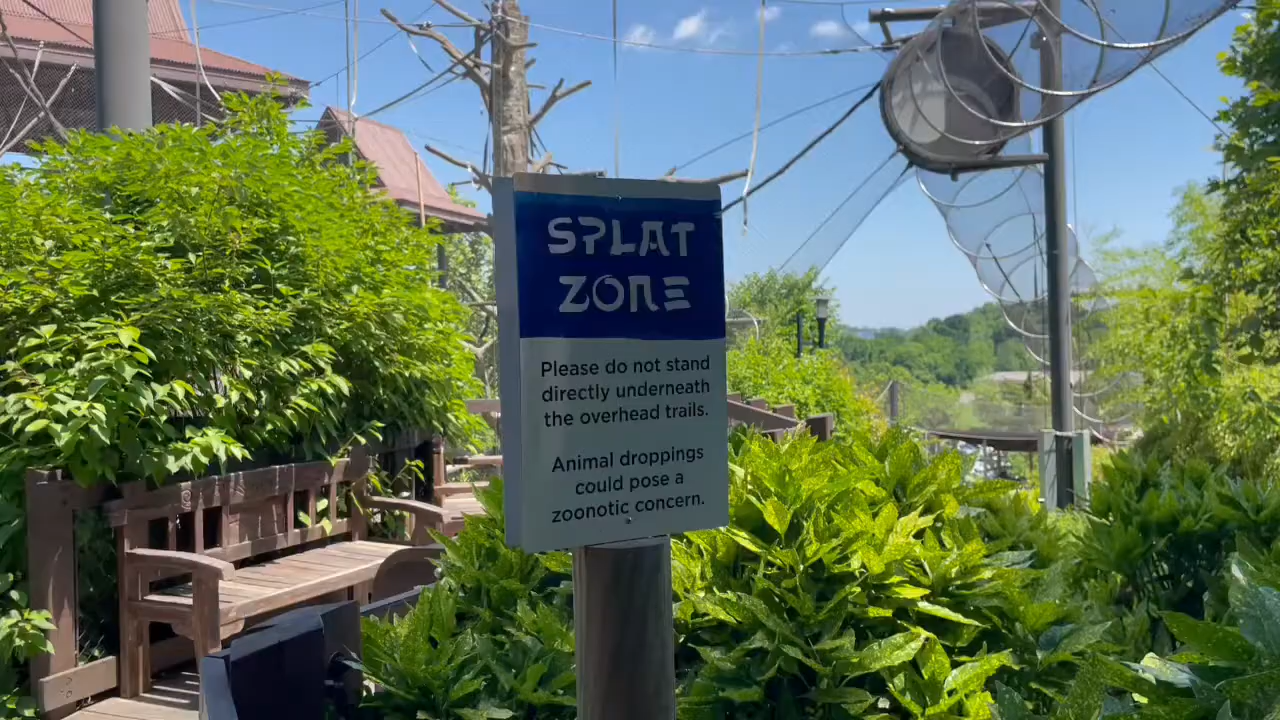 SPLAT
ZONE
Please do not stand
directly underneath
the overhead trails.
Animal droppings
could pose a
zoonotic concern.